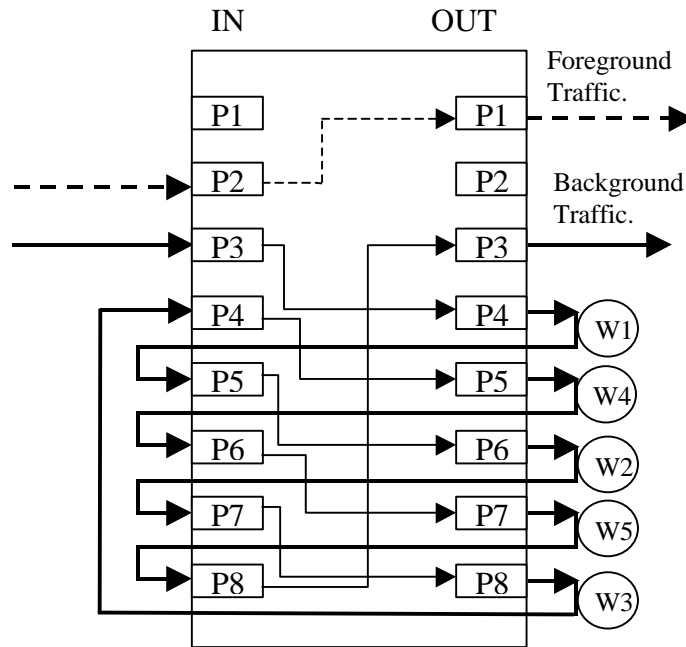 IN OUT
Foreground
Traffic.
P1 P1
P2 P2
Background
Traffic.
P3 P3
P4 P4 W1
P5 P5 W4
P6 P6 W2
P7 P7 W5
P8 P8 W3